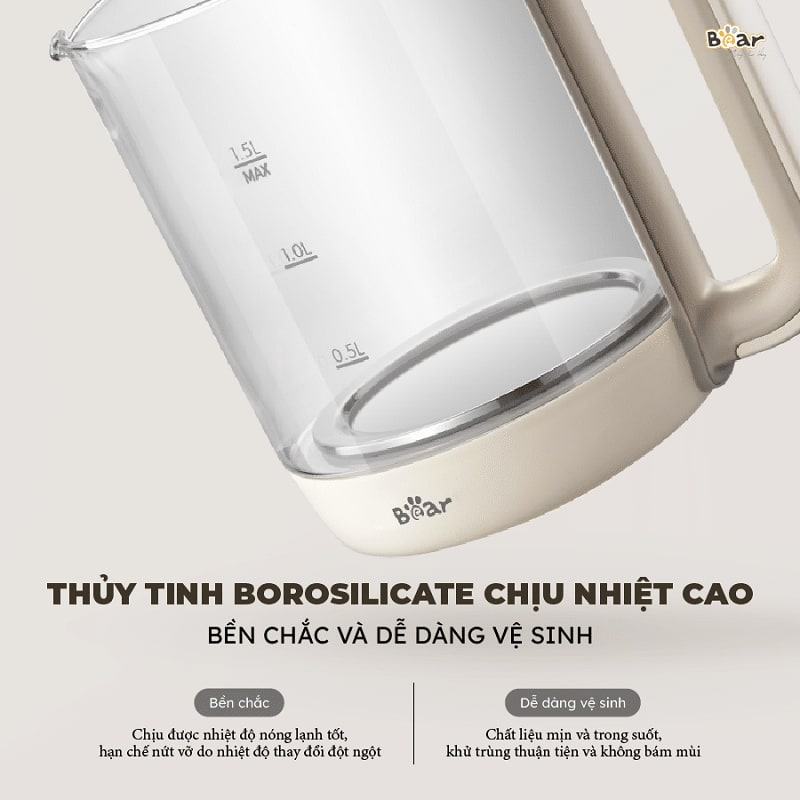 Bear
1.5L
MAX
1.0L
0.5L
Bear
THỦY TINH BOROSILICATE CHỊU NHIỆT CAO
BỀN CHẮC VÀ DỄ DÀNG VỆ SINH
Bền chắc
Chịu được nhiệt độ nóng lạnh tốt,
hạn chế nứt vỡ do nhiệt độ thay đổi đột ngột
Dễ dàng vệ sinh
Chất liệu mịn và trong suốt,
khử trùng thuận tiện và không bám mùi